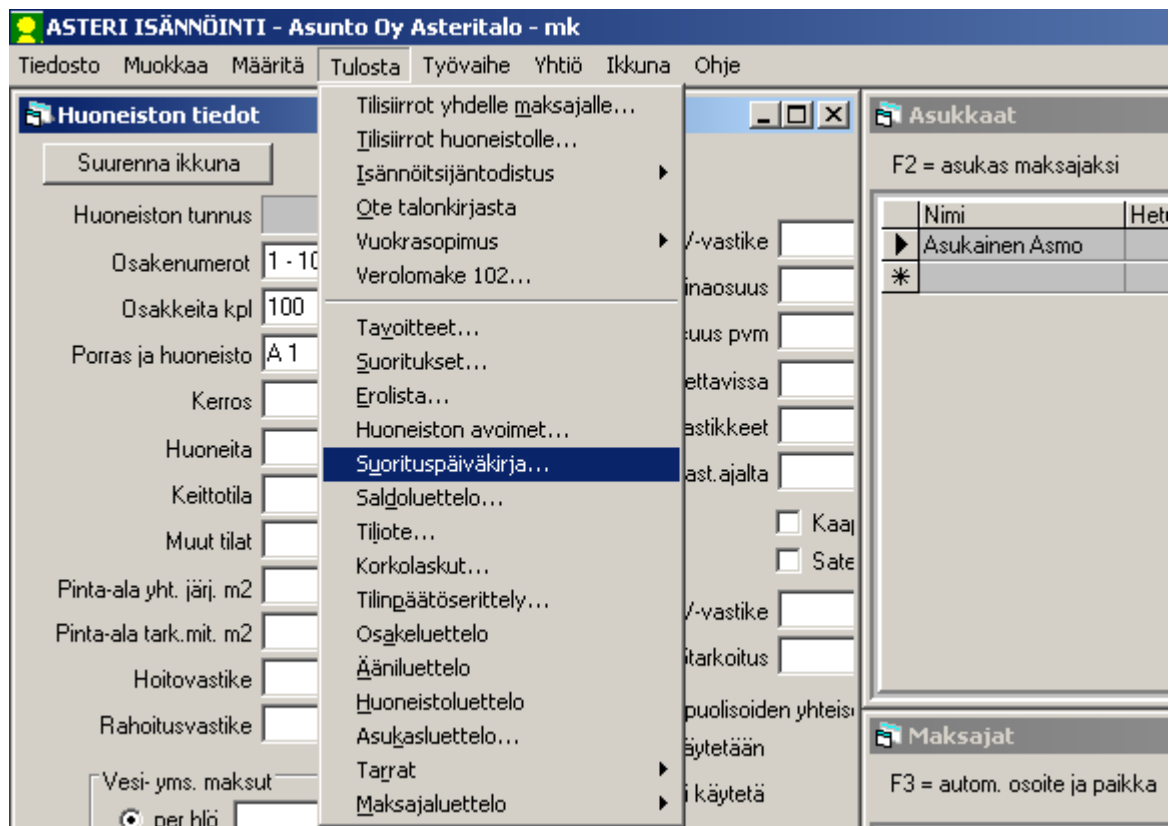 ASTERI ISÄNNÖINTI - Asunto Oy Asteritalo - mk
Tiedosto Muokkaa Määritä Tulosta Työvaihe Yhtiö Ikkuna Ohje
Huoneiston tiedot
Suurenna ikkuna
Huoneiston tunnus
Osakenumerot 1 - 10
Osakkeita kpl 100
Porras ja huoneisto A 1
Kerros
Huoneita
Keittotila
Muut tilat
Pinta-ala yht. järj. m2
Pinta-ala tark.mit. m2
Hoitovastike
Rahoitusvastike
Vesi- yms. maksut
per hlö
Tilisiirrot yhdelle maksajalle...
Tilisiirrot huoneistolle...
Isännöitsijäntodistus
Ote talonkirjasta
Vuokrasopimus
Verolomake 102...
Tavoitteet...
Suoritukset...
Erolista...
Huoneiston avoimet...
Suorituspäiväkirja...
Saldoluettelo...
Tiliote...
Korkolaskut...
Tilinpäätöserittely...
Osakeluettelo
Ääniluettelo
Huoneistoluettelo
Asukasluettelo...
Tarrat
Maksajaluettelo
/-vastike
inaosuus
uus pvm
ettavissa
astikkeet
ast.ajalta
Kaap
Sate
/-vastike
itarkoitus
puolisoiden yhteis
äytetään
i käytetä
Asukkaat
F2 = asukas maksajaksi
Nimi Hetu
Asukainen Asmo
Maksajat
F3 = autom. osoite ja paikka